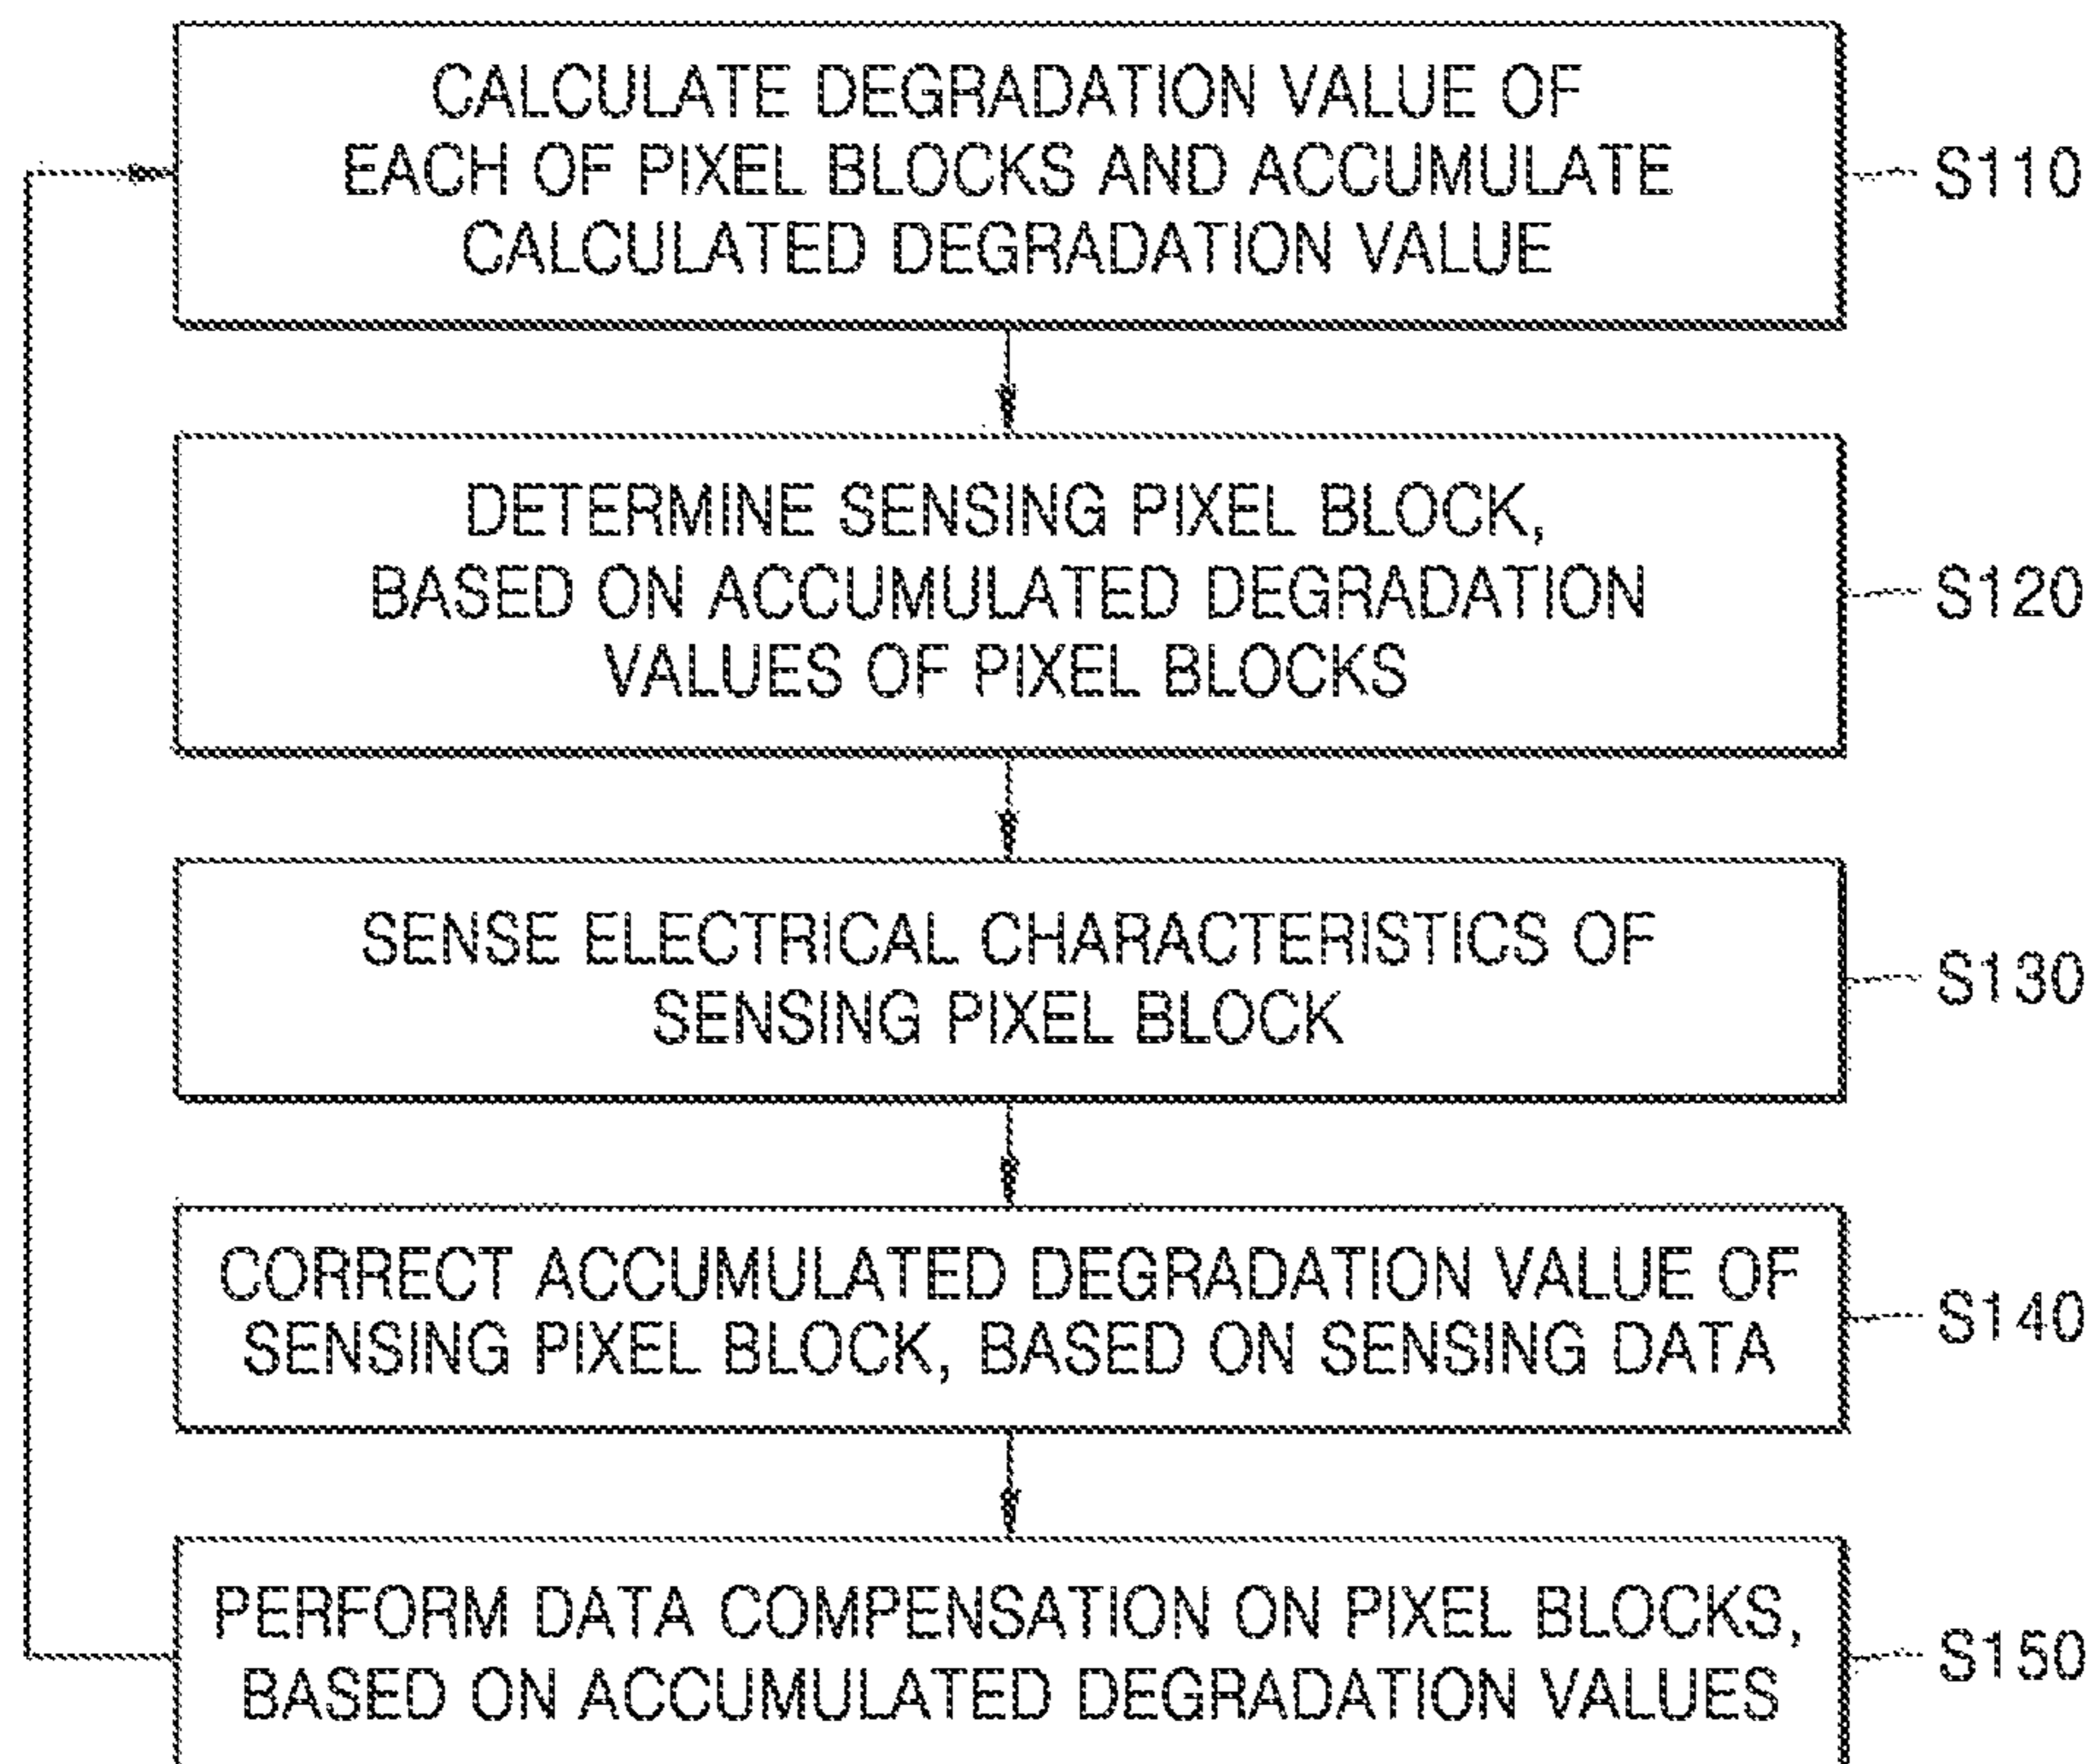 CALCULATE DEGRADATION VALUE OF
EACH OF PIXEL BLOCKS AND ACCUMULATE
CALCULATED DEGRADATION VALUE
S110
DETERMINE SENSING PIXEL BLOCK,
BASED ON ACCUMULATED DEGRADATION
VALUES OF PIXEL BLOCKS
S120
SENSE ELECTRICAL CHARACTERISTICS OF
SENSING PIXEL BLOCK
S130
CORRECT ACCUMULATED DEGRADATION VALUE OF
SENSING PIXEL BLOCK, BASED ON SENSING DATA
S140
PERFORM DATA COMPENSATION ON PIXEL BLOCKS,
BASED ON ACCUMULATED DEGRADATION VALUES
S150